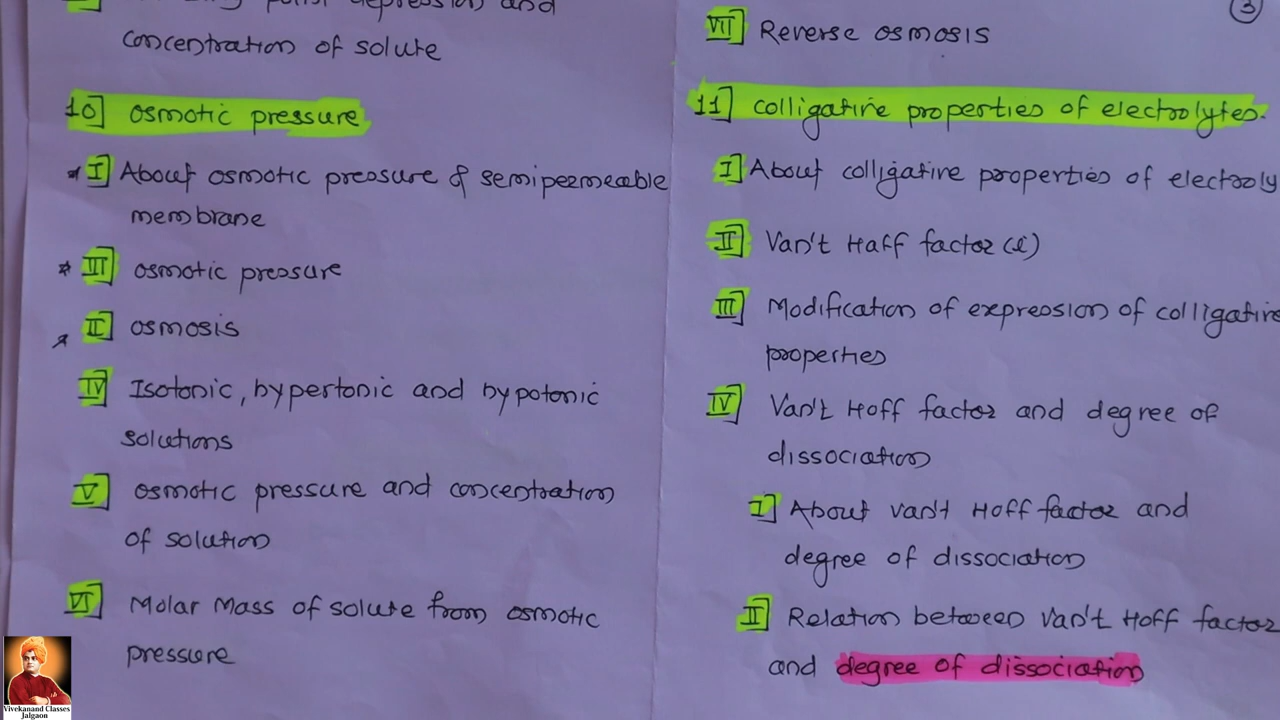 depression and
concentration of solute
10] osmotic pressure
I] About osmotic pressure & semipermeable
membrane
III] osmotic pressure
II] osmosis
IV] Isotonic, hypertonic and hypotonic
solutions
V] osmotic pressure and concentration
of solution
VI] Molar Mass of solute from osmotic
pressure
3
VII] Reverse osmosis
11] colligative properties of electrolytes.
I] About colligative properties of electroly
II] Van't Haff factor (i)
III] Modification of expression of colligative
properties
IV] Van't Hoff factor and degree of
dissociation
I] About van't Hoff factor and
degree of dissociation
II] Relation between Van't Hoff factor
and degree of dissociation
Vivekanand Classes
Jalgaon